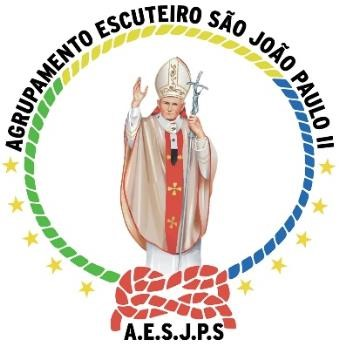 AGRUPAMENTO ESCUTEIRO SÃO JOÃO PAULO II
A.E.S.J.P.S